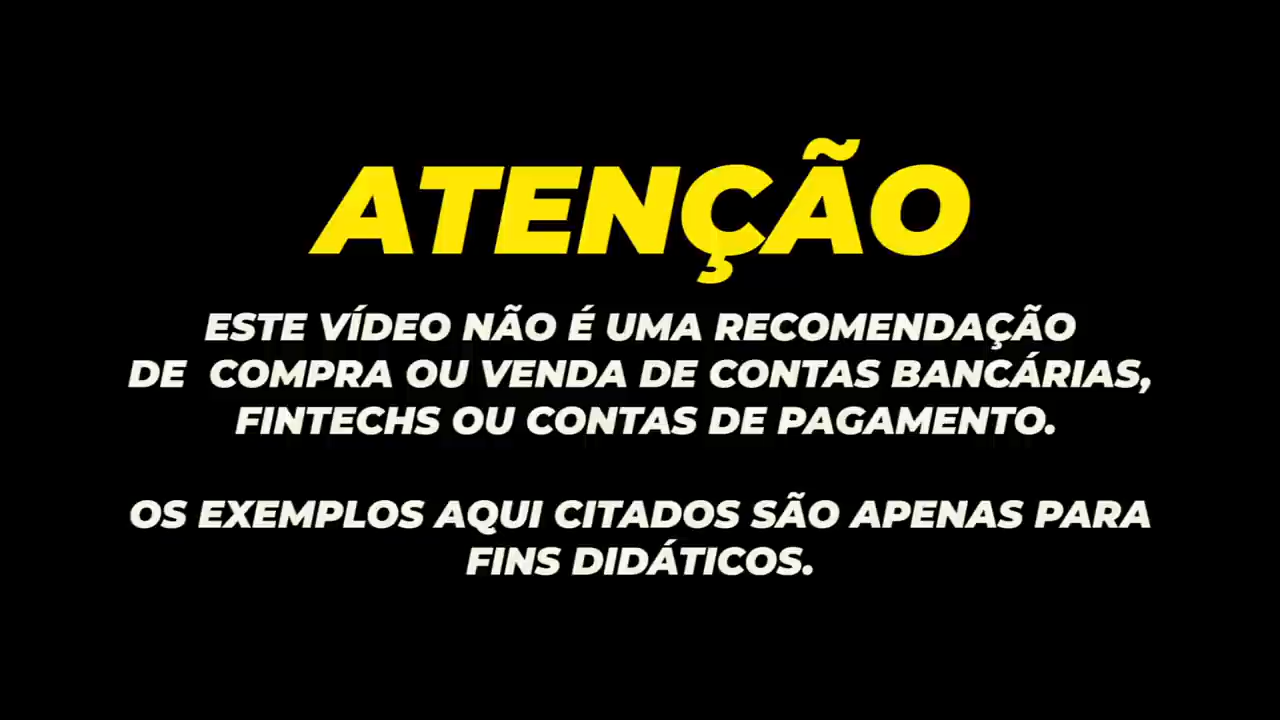 ATENÇÃO
ESTE VÍDEO NÃO É UMA RECOMENDAÇÃO
DE  COMPRA OU VENDA DE CONTAS BANCÁRIAS,
FINTECHS OU CONTAS DE PAGAMENTO.
OS EXEMPLOS AQUI CITADOS SÃO APENAS PARA
FINS DIDÁTICOS.